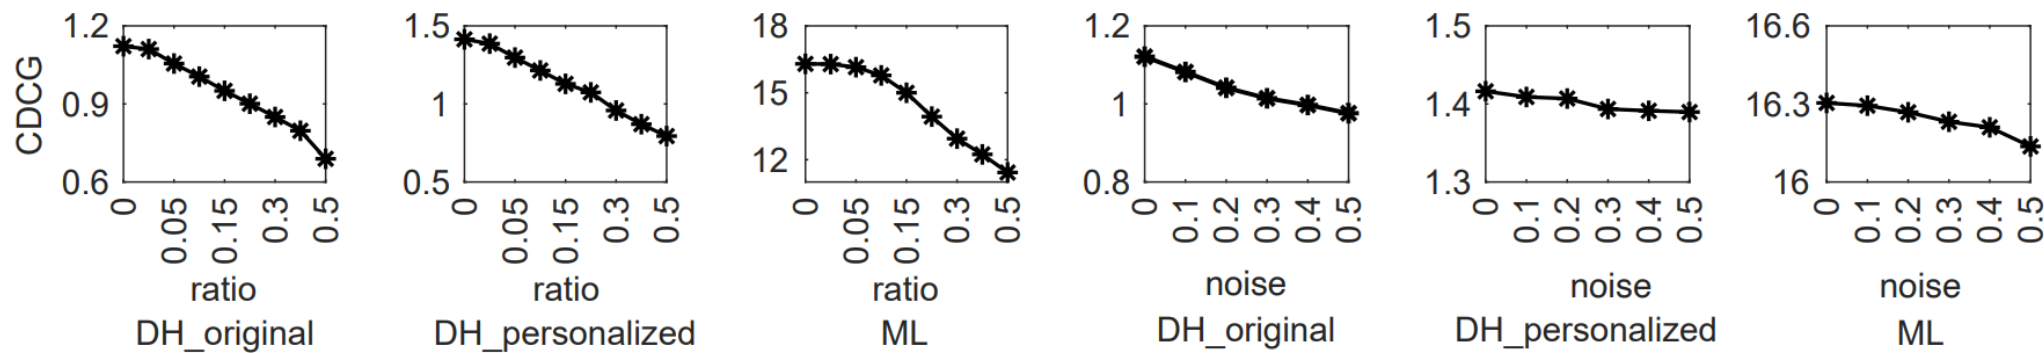 CDCG
1.2
0.9
0.6
0 0.05 0.15 0.3 0.5
ratio
DH_original
1.5
1
0.5
0 0.05 0.15 0.3 0.5
ratio
DH_personalized
18
15
12
0 0.05 0.15 0.3 0.5
ratio
ML
1.2
1
0.8
0 0.1 0.2 0.3 0.4 0.5
noise
DH_original
1.5
1.4
1.3
0 0.1 0.2 0.3 0.4 0.5
noise
DH_personalized
16.6
16.3
16
0 0.1 0.2 0.3 0.4 0.5
noise
ML